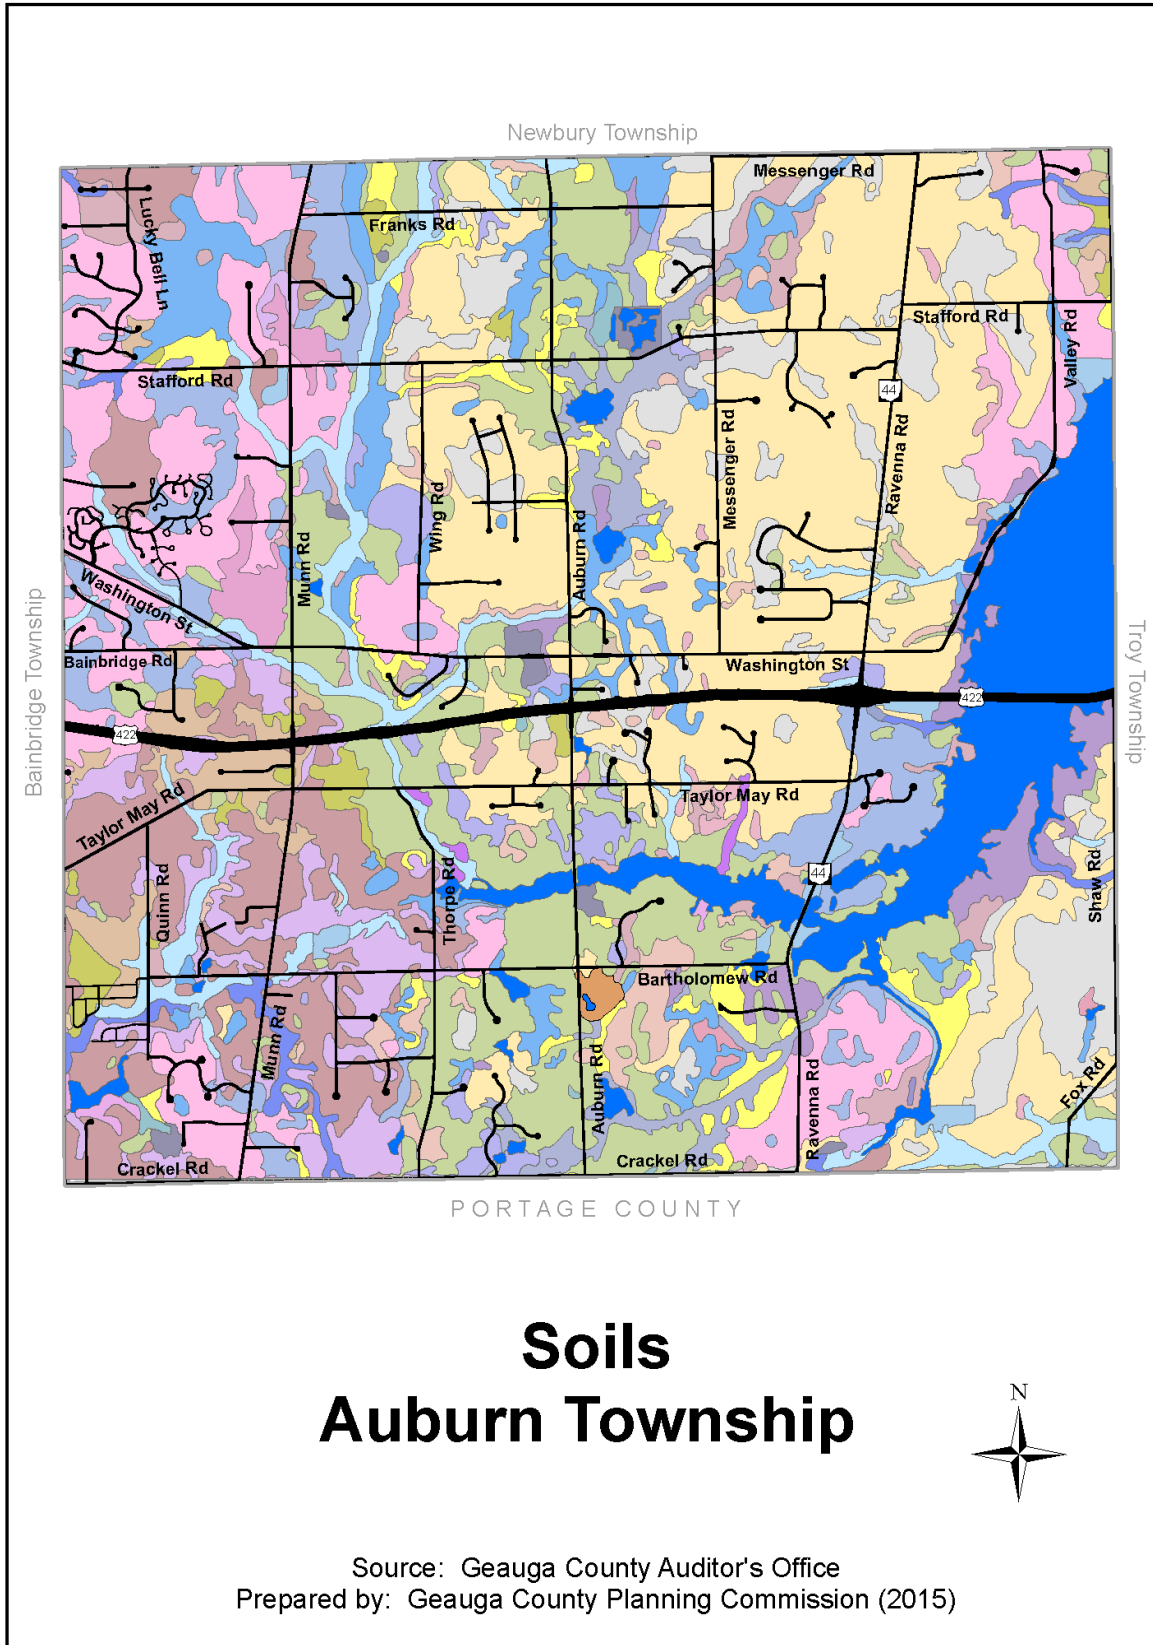 Newbury Township
Messenger Rd
Lucky Bell Ln
Franks Rd
Stafford Rd
Valley Rd
Stafford Rd
44
Messenger Rd
Ravenna Rd
Wing Rd
Auburn Rd
Munn Rd
Washington St
Bainbridge Township
Bainbridge Rd
Washington St
Troy Township
422
422
Taylor May Rd
Taylor May Rd
44
Quinn Rd
Thorpe Rd
Shaw Rd
Bartholomew Rd
Munn Rd
Auburn Rd
Ravenna Rd
Fox Rd
Crackel Rd
Crackel Rd
PORTAGE COUNTY
Soils
Auburn Township
N
Source: Geauga County Auditor's Office
Prepared by: Geauga County Planning Commission (2015)